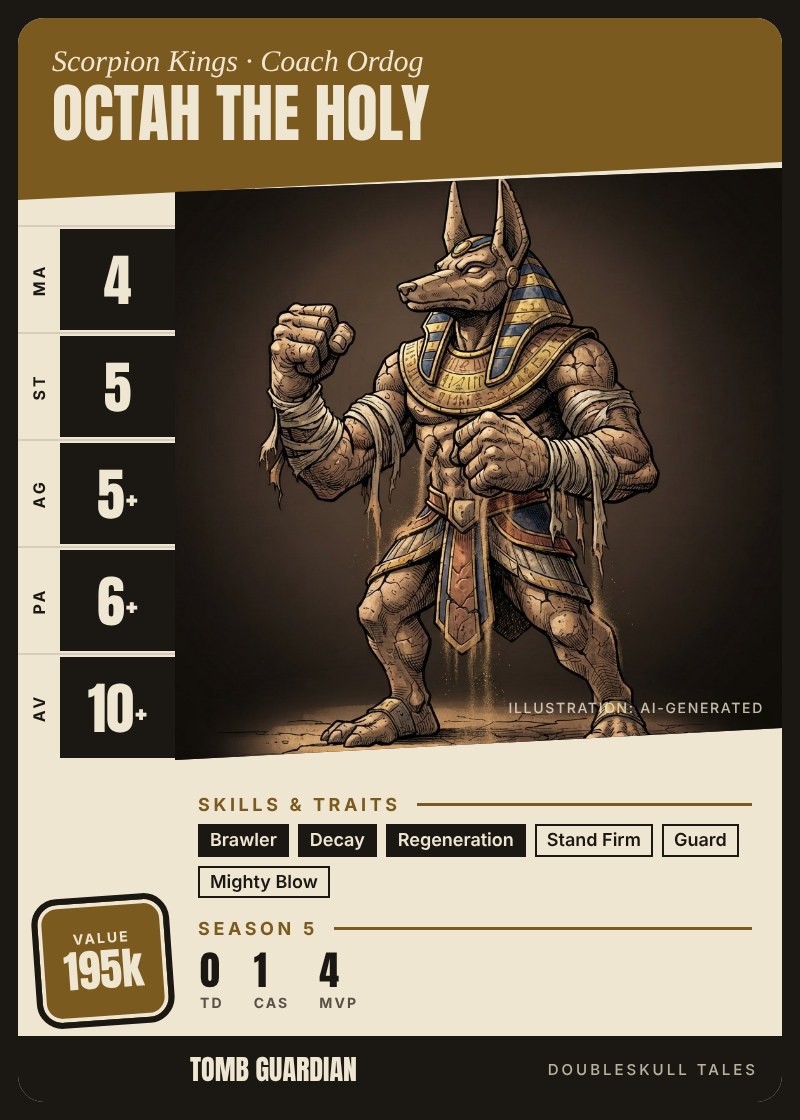 Scorpion Kings · Coach Ordog
OCTAH THE HOLY
MA 4
ST 5
AG 5+
PA 6+
AV 10+
ILLUSTRATION: AI-GENERATED
SKILLS & TRAITS
Brawler Decay Regeneration Stand Firm Guard
Mighty Blow
SEASON 5
0 1 4
TD CAS MVP
VALUE
195k
TOMB GUARDIAN DOUBLESKULL TALES